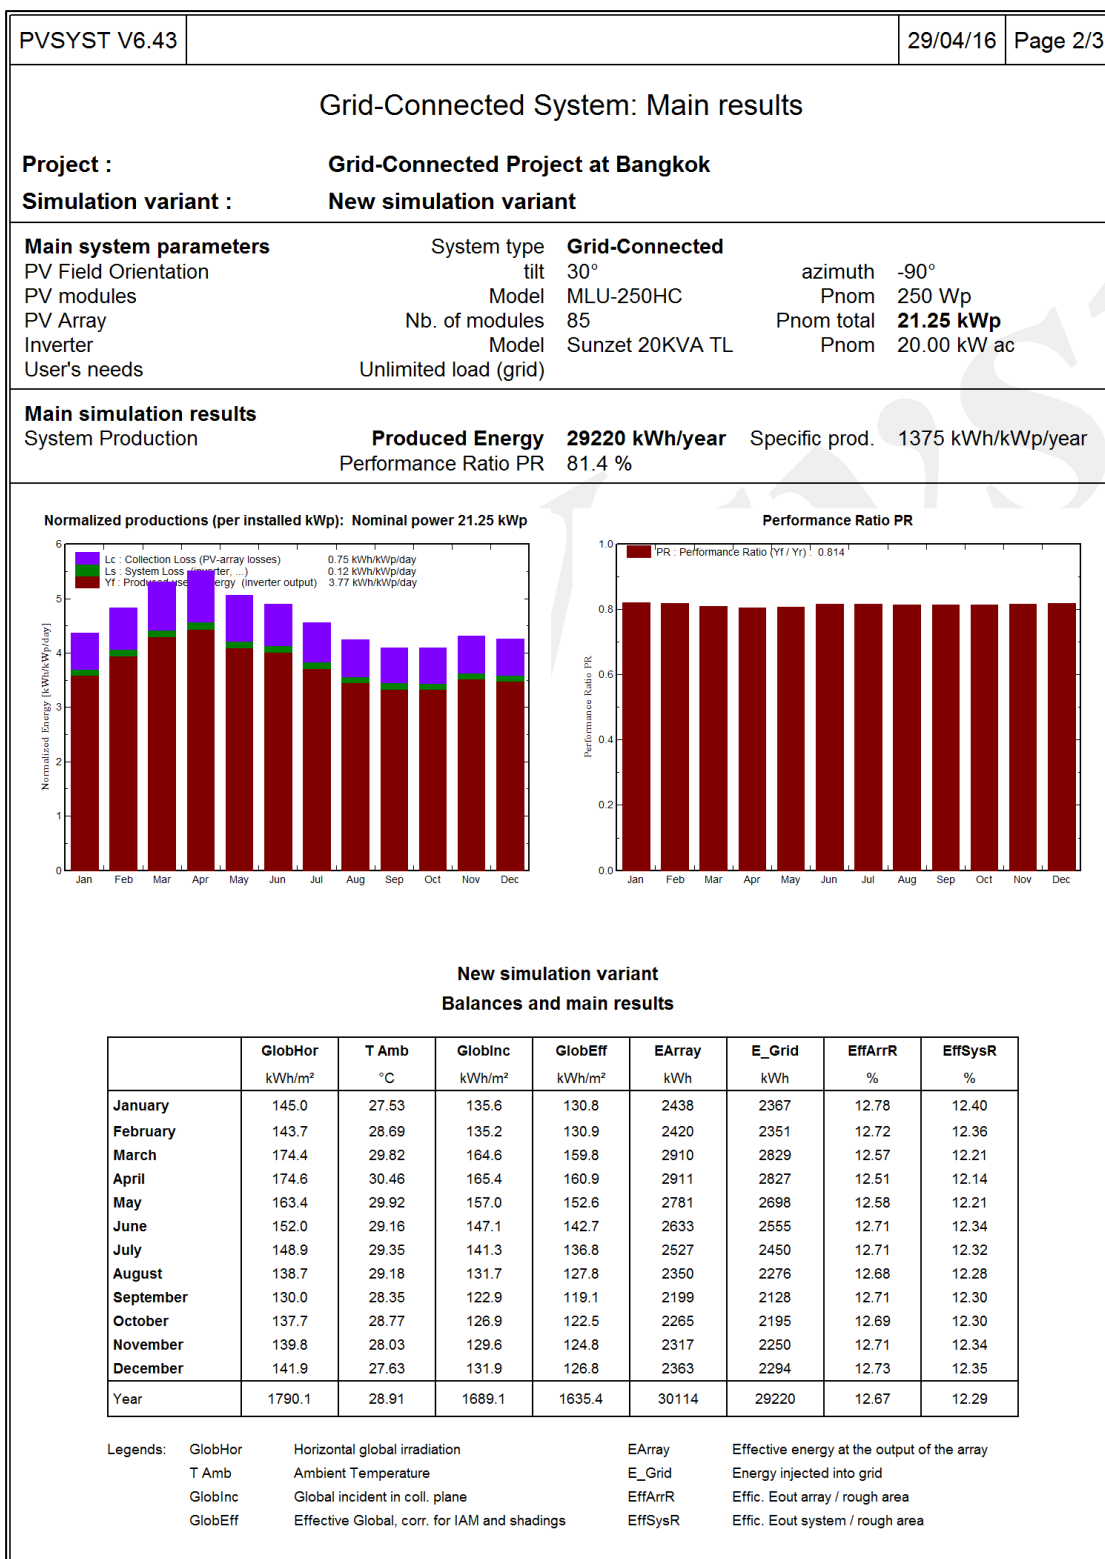 PVSYST V6.43 29/04/16 Page 2/3
Grid-Connected System: Main results
Project : Grid-Connected Project at Bangkok
Simulation variant : New simulation variant
Main system parameters System type Grid-Connected
PV Field Orientation tilt 30° azimuth -90°
PV modules Model MLU-250HC Pnom 250 Wp
PV Array Nb. of modules 85 Pnom total 21.25 kWp
Inverter Model Sunzet 20KVA TL Pnom 20.00 kW ac
User's needs Unlimited load (grid)
Main simulation results
System Production Produced Energy 29220 kWh/year Specific prod. 1375 kWh/kWp/year
Performance Ratio PR 81.4 %
Normalized productions (per installed kWp): Nominal power 21.25 kWp
Lc : Collection Loss (PV-array losses) 0.75 kWh/kWp/day
Ls : System Loss (inverter, ...) 0.12 kWh/kWp/day
Yf : Produced useful energy (inverter output) 3.77 kWh/kWp/day
Normalized Energy [kWh/kWp/day]
6
5
4
3
2
1
0
Jan Feb Mar Apr May Jun Jul Aug Sep Oct Nov Dec
Performance Ratio PR
PR : Performance Ratio (Yf / Yr) : 0.814
Performance Ratio PR
1.0
0.8
0.6
0.4
0.2
0.0
Jan Feb Mar Apr May Jun Jul Aug Sep Oct Nov Dec
New simulation variant
Balances and main results
GlobHor T Amb GlobInc GlobEff EArray E_Grid EffArrR EffSysR
kWh/m² °C kWh/m² kWh/m² kWh kWh % %
January 145.0 27.53 135.6 130.8 2438 2367 12.78 12.40
February 143.7 28.69 135.2 130.9 2420 2351 12.72 12.36
March 174.4 29.82 164.6 159.8 2910 2829 12.57 12.21
April 174.6 30.46 165.4 160.9 2911 2827 12.51 12.14
May 163.4 29.92 157.0 152.6 2781 2698 12.58 12.21
June 152.0 29.16 147.1 142.7 2633 2555 12.71 12.34
July 148.9 29.35 141.3 136.8 2527 2450 12.71 12.32
August 138.7 29.18 131.7 127.8 2350 2276 12.68 12.28
September 130.0 28.35 122.9 119.1 2199 2128 12.71 12.30
October 137.7 28.77 126.9 122.5 2265 2195 12.69 12.30
November 139.8 28.03 129.6 124.8 2317 2250 12.71 12.34
December 141.9 27.63 131.9 126.8 2363 2294 12.73 12.35
Year 1790.1 28.91 1689.1 1635.4 30114 29220 12.67 12.29
Legends: GlobHor Horizontal global irradiation EArray Effective energy at the output of the array
T Amb Ambient Temperature E_Grid Energy injected into grid
GlobInc Global incident in coll. plane EffArrR Effic. Eout array / rough area
GlobEff Effective Global, corr. for IAM and shadings EffSysR Effic. Eout system / rough area